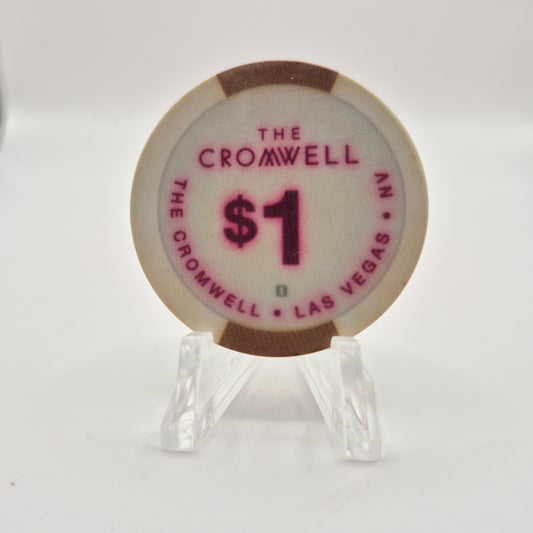 THE
CROMWELL
$1
THE CROMWELL • LAS VEGAS • NV